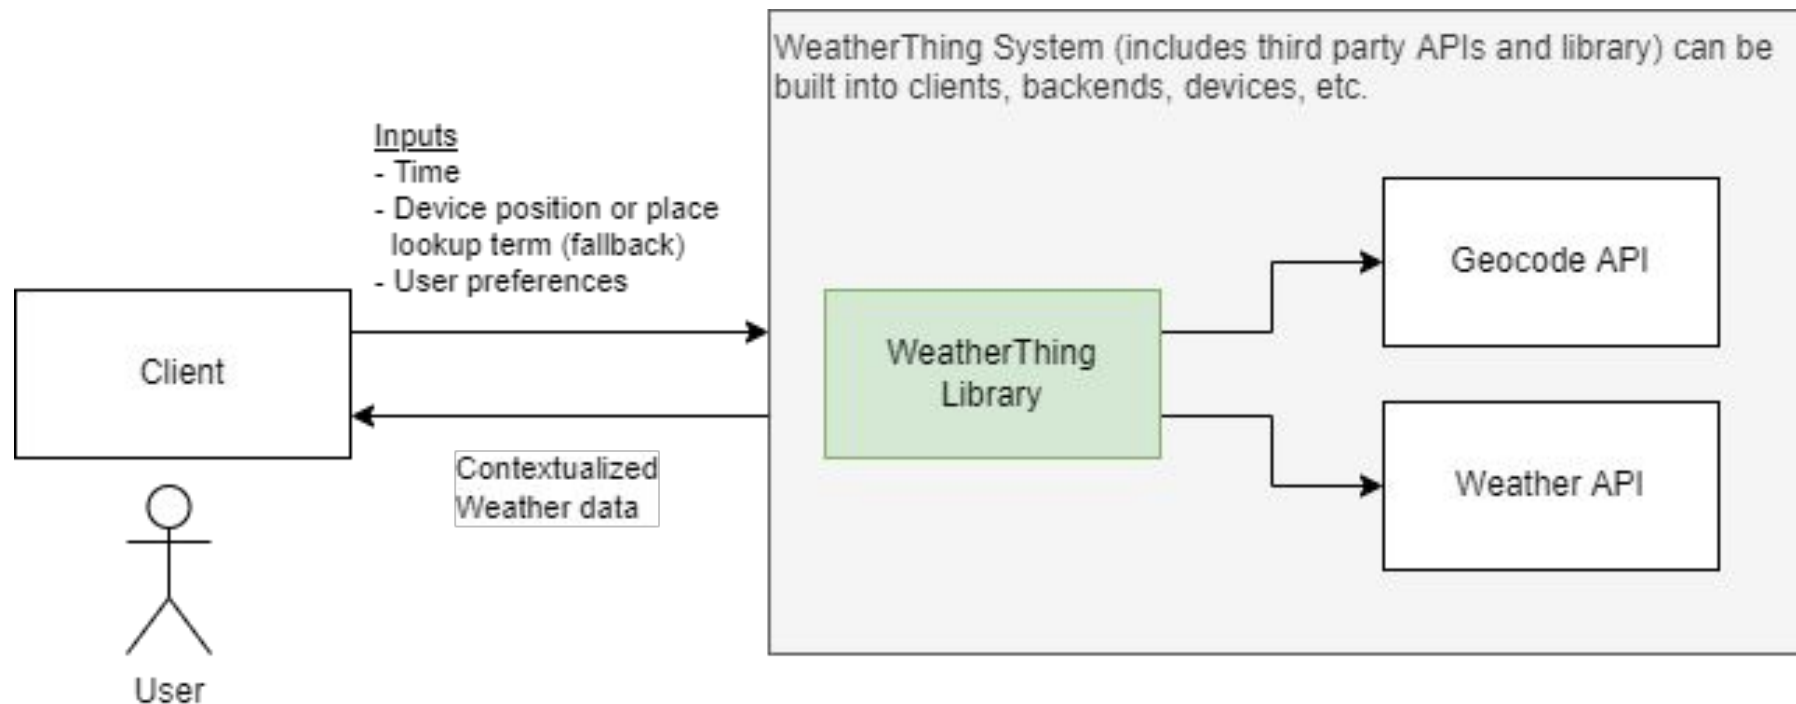 WeatherThing System (includes third party APIs and library) can be
built into clients, backends, devices, etc.
Inputs
- Time
- Device position or place
lookup term (fallback)
- User preferences
Client
WeatherThing
Library
Geocode API
Weather API
Contextualized
Weather data
User